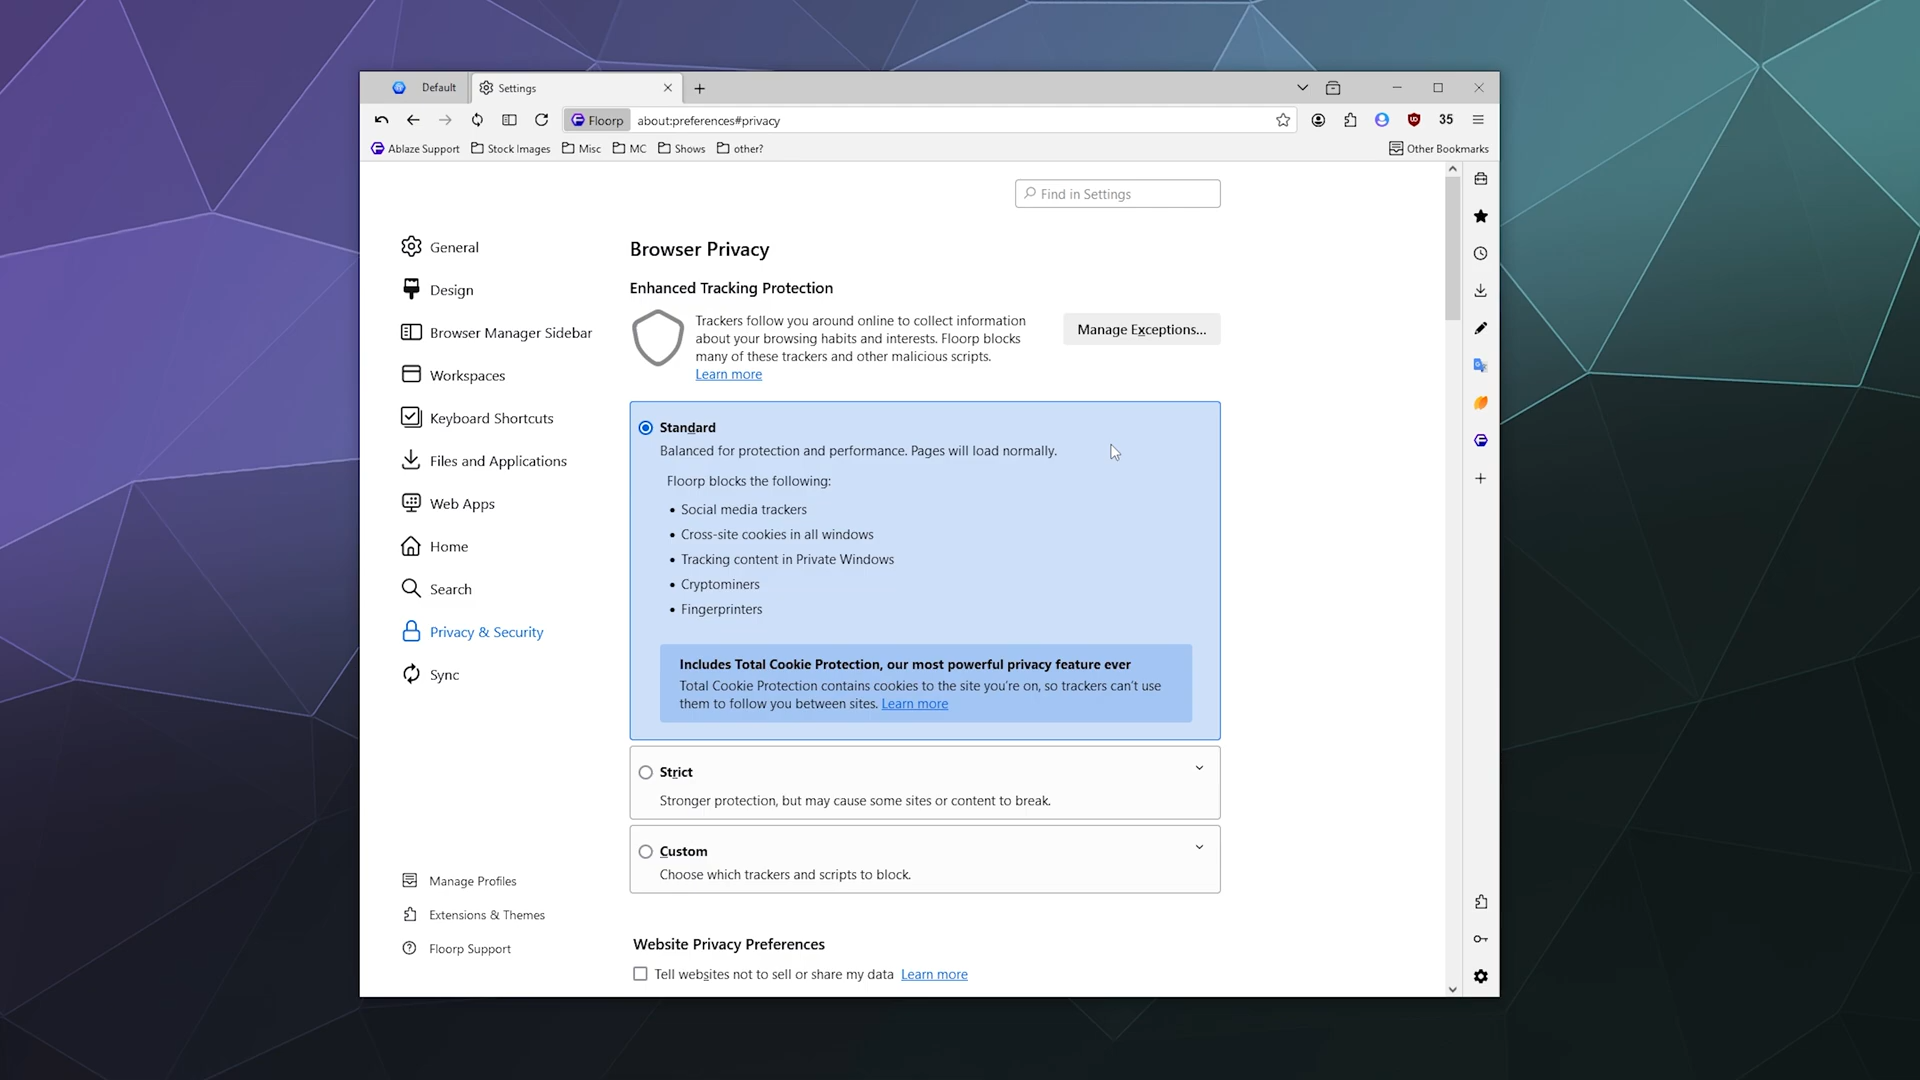 Default
Settings
Floorp
about:preferences#privacy
35
Ablaze Support
Stock Images
Misc
MC
Shows
other?
Other Bookmarks
Find in Settings
General
Design
Browser Manager Sidebar
Workspaces
Keyboard Shortcuts
Files and Applications
Web Apps
Home
Search
Privacy & Security
Sync
Manage Profiles
Extensions & Themes
Floorp Support
Browser Privacy
Enhanced Tracking Protection
Trackers follow you around online to collect information
about your browsing habits and interests. Floorp blocks
many of these trackers and other malicious scripts.
Learn more
Manage Exceptions...
Standard
Balanced for protection and performance. Pages will load normally.
Floorp blocks the following:
• Social media trackers
• Cross-site cookies in all windows
• Tracking content in Private Windows
• Cryptominers
• Fingerprinters
Includes Total Cookie Protection, our most powerful privacy feature ever
Total Cookie Protection contains cookies to the site you're on, so trackers can't use
them to follow you between sites. Learn more
Strict
Stronger protection, but may cause some sites or content to break.
Custom
Choose which trackers and scripts to block.
Website Privacy Preferences
Tell websites not to sell or share my data Learn more